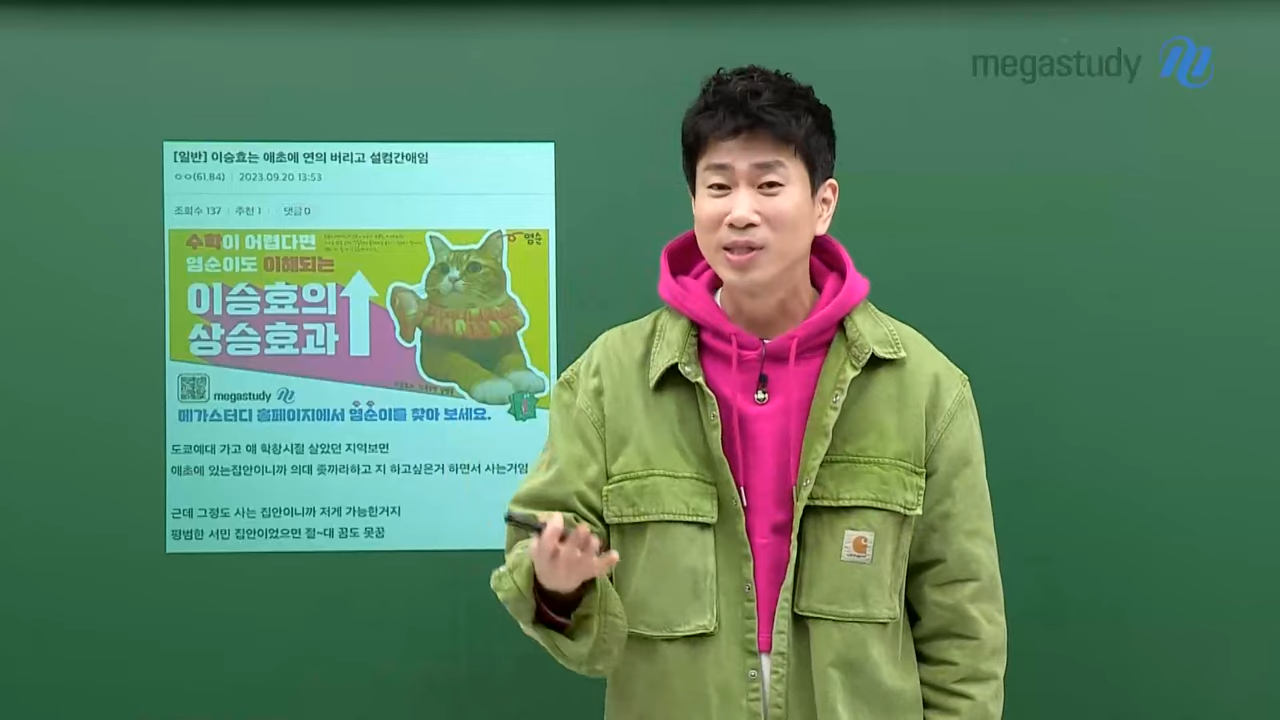 megastudy
[일반] 이승효는 애초에 연의 버리고 설컴간애임
ㅇㅇ(61.84) | 2023.09.20 13:53
조회수 137 | 추천 1 | 댓글 0
수학이 어렵다면
염순이도 이해되는
이승효의
상승효과
염순
megastudy
메가스터디 홈페이지에서 염순이를 찾아 보세요.
도쿄예대 가고 얘 학창시절 살았던 지역보면
애초에 있는집안이니까 의대 좆까라하고 지 하고싶은거 하면서 사는거임
근데 그정도 사는 집안이니까 저게 가능한거지
평범한 서민 집안이었으면 절~대 꿈도 못꿈
carhartt